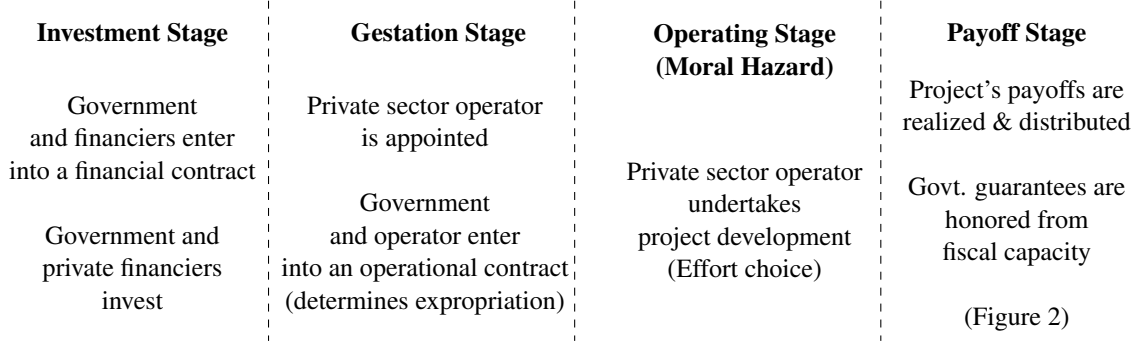 Investment Stage
Government
and financiers enter
into a financial contract
Government and
private financiers
invest
Gestation Stage
Private sector operator
is appointed
Government
and operator enter
into an operational contract
(determines expropriation)
Operating Stage
(Moral Hazard)
Private sector operator
undertakes
project development
(Effort choice)
Payoff Stage
Project's payoffs are
realized & distributed
Govt. guarantees are
honored from
fiscal capacity
(Figure 2)